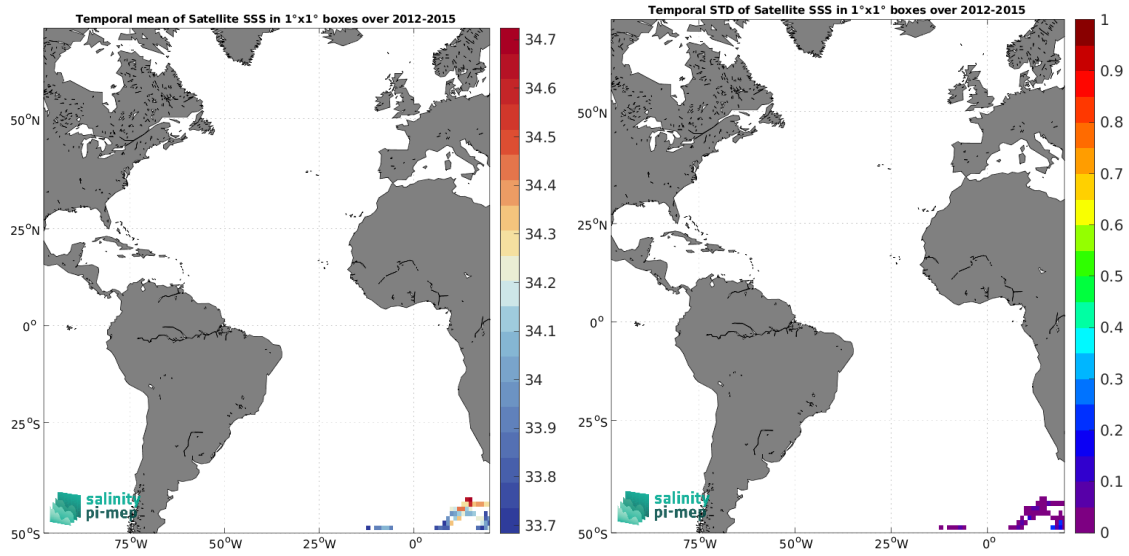 Temporal mean of Satellite SSS in 1°x1° boxes over 2012-2015
50°N
25°N
0°
25°S
50°S
75°W
50°W
25°W
0°
34.7
34.6
34.5
34.4
34.3
34.2
34.1
34
33.9
33.8
33.7
salinity
pi-mep
Temporal STD of Satellite SSS in 1°x1° boxes over 2012-2015
50°N
25°N
0°
25°S
50°S
75°W
50°W
25°W
0°
1
0.9
0.8
0.7
0.6
0.5
0.4
0.3
0.2
0.1
0
salinity
pi-mep